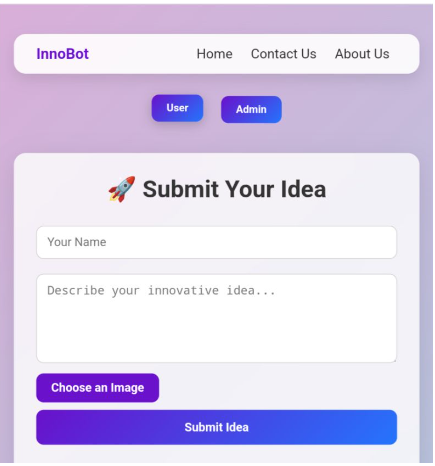 InnoBot Home Contact Us About Us
User Admin
🚀 Submit Your Idea
Your Name
Describe your innovative idea...
Choose an Image
Submit Idea